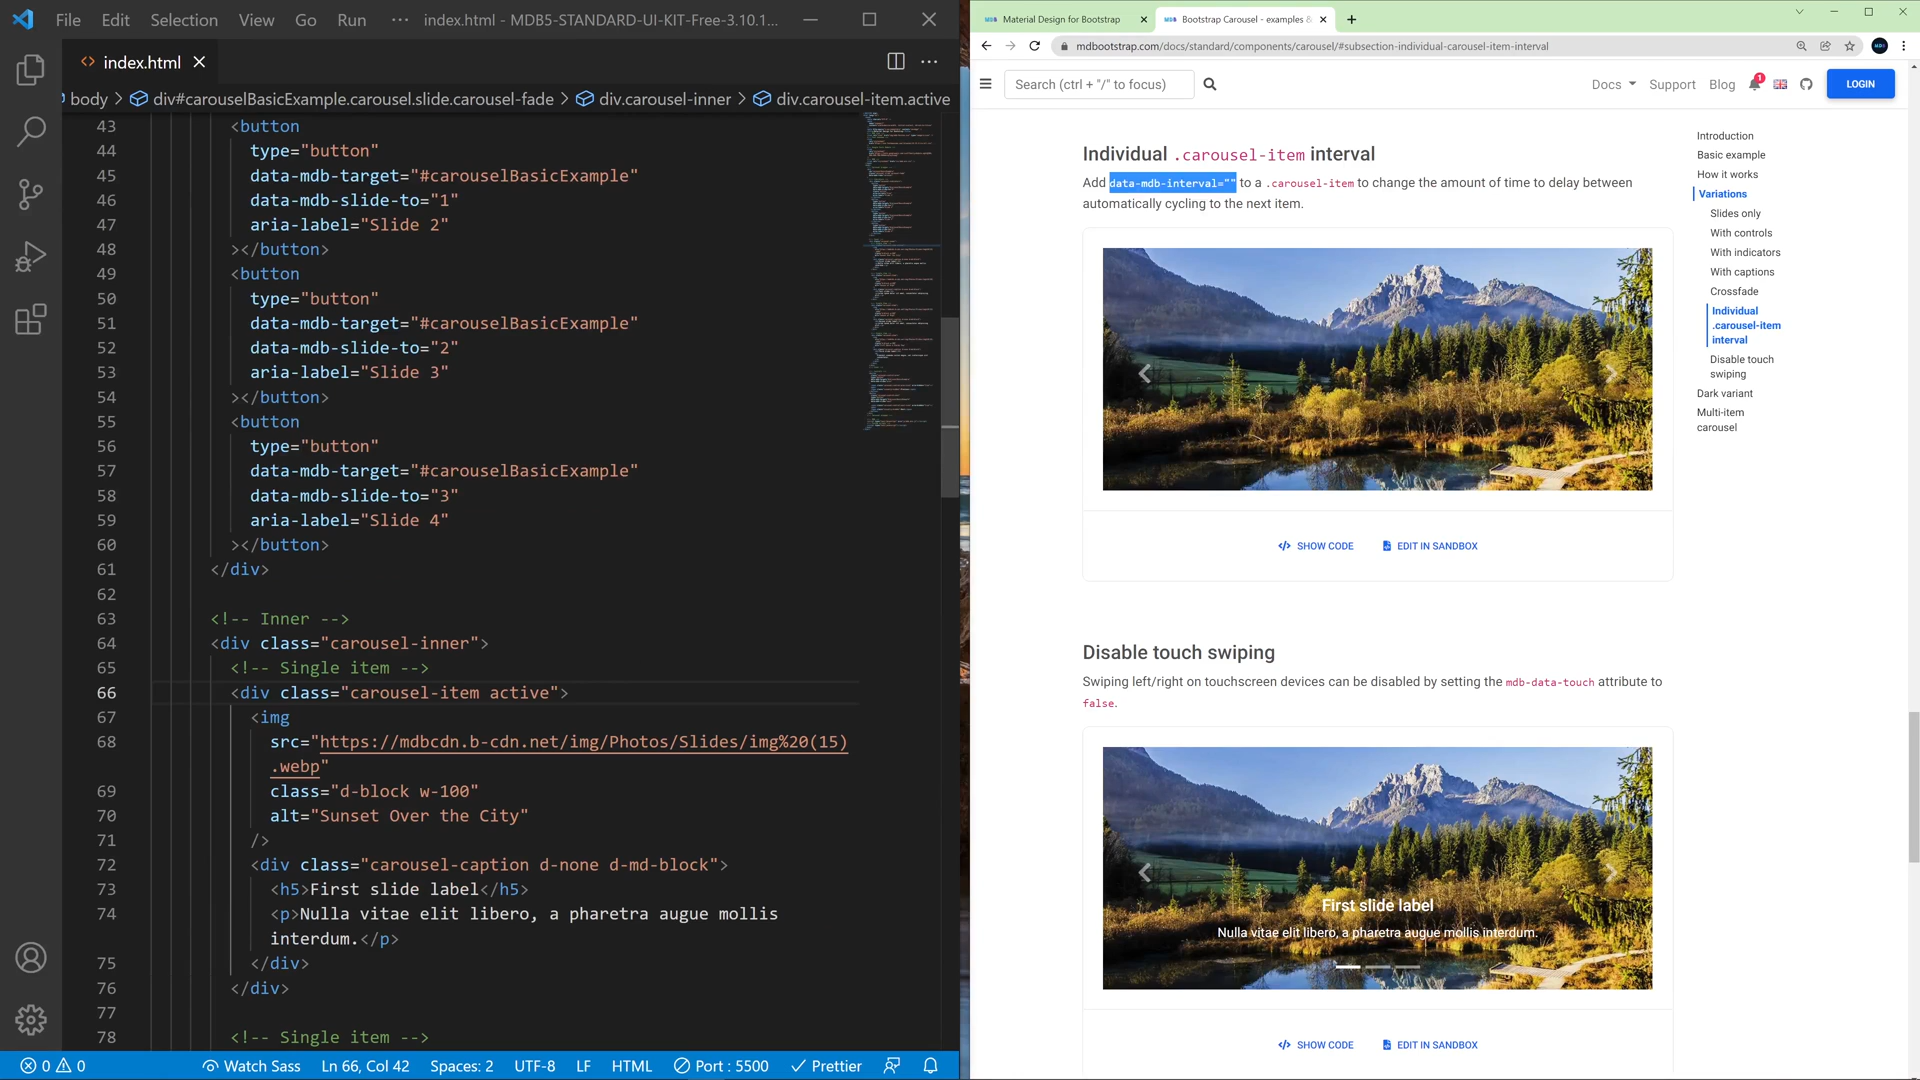 File Edit Selection View Go Run ··· index.html - MDB5-STANDARD-UI-KIT-Free-3.10.1...
index.html
body > div#carouselBasicExample.carousel.slide.carousel-fade > div.carousel-inner > div.carousel-item.active
43 <button
44 type="button"
45 data-mdb-target="#carouselBasicExample"
46 data-mdb-slide-to="1"
47 aria-label="Slide 2"
48 ></button>
49 <button
50 type="button"
51 data-mdb-target="#carouselBasicExample"
52 data-mdb-slide-to="2"
53 aria-label="Slide 3"
54 ></button>
55 <button
56 type="button"
57 data-mdb-target="#carouselBasicExample"
58 data-mdb-slide-to="3"
59 aria-label="Slide 4"
60 ></button>
61 </div>
62
63 <!-- Inner -->
64 <div class="carousel-inner">
65 <!-- Single item -->
66 <div class="carousel-item active">
67 <img
68 src="https://mdbcdn.b-cdn.net/img/Photos/Slides/img%20(15)
.webp"
69 class="d-block w-100"
70 alt="Sunset Over the City"
71 />
72 <div class="carousel-caption d-none d-md-block">
73 <h5>First slide label</h5>
74 <p>Nulla vitae elit libero, a pharetra augue mollis
interdum.</p>
75 </div>
76 </div>
77
78 <!-- Single item -->
0 0 Watch Sass Ln 66, Col 42 Spaces: 2 UTF-8 LF HTML Port : 5500 Prettier
Material Design for Bootstrap
Bootstrap Carousel - examples &
mdbootstrap.com/docs/standard/components/carousel/#subsection-individual-carousel-item-interval
Search (ctrl + "/" to focus)
Docs Support Blog 1 LOGIN
Individual .carousel-item interval
Add data-mdb-interval="" to a .carousel-item to change the amount of time to delay between
automatically cycling to the next item.
SHOW CODE EDIT IN SANDBOX
Disable touch swiping
Swiping left/right on touchscreen devices can be disabled by setting the mdb-data-touch attribute to
false.
First slide label
Nulla vitae elit libero, a pharetra augue mollis interdum.
SHOW CODE EDIT IN SANDBOX
Introduction
Basic example
How it works
Variations
Slides only
With controls
With indicators
With captions
Crossfade
Individual
.carousel-item
interval
Disable touch
swiping
Dark variant
Multi-item
carousel